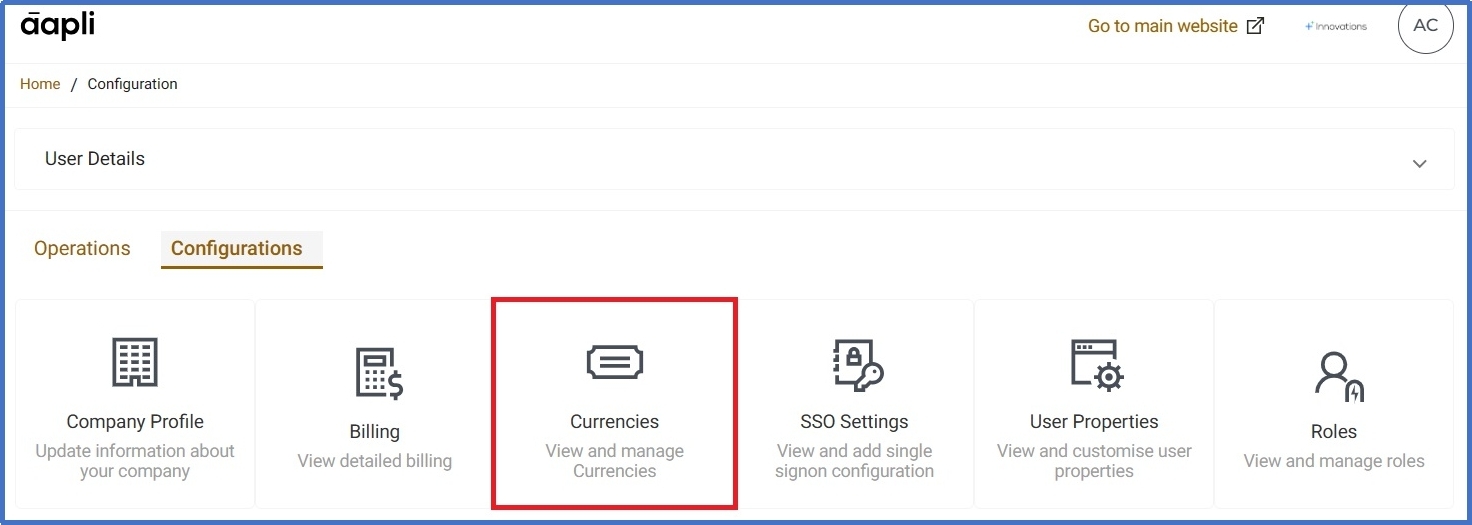 āapli
Go to main website
Innovations
AC
Home / Configuration
User Details
Operations
Configurations
Company Profile
Update information about
your company
Billing
View detailed billing
Currencies
View and manage
Currencies
SSO Settings
View and add single
signon configuration
User Properties
View and customise user
properties
Roles
View and manage roles